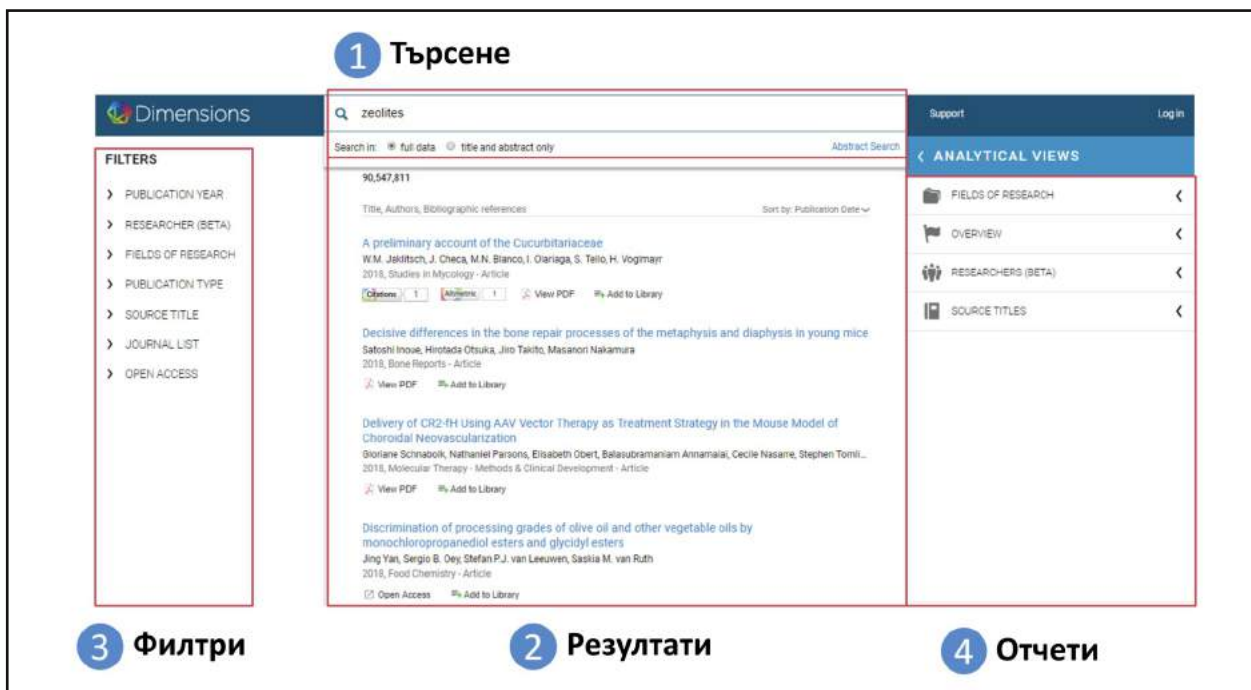 1 Търсене
Dimensions
zeolites
Support
Log in
Search in: full data title and abstract only
Abstract Search
FILTERS
PUBLICATION YEAR
RESEARCHER (BETA)
FIELDS OF RESEARCH
PUBLICATION TYPE
SOURCE TITLE
JOURNAL LIST
OPEN ACCESS
90,547,811
Title, Authors, Bibliographic references
Sort by: Publication Date
A preliminary account of the Cucurbitariaceae
W.M. Jaklitsch, J. Checa, M.N. Blanco, I. Olariaga, S. Tello, H. Voglmayr
2018, Studies in Mycology - Article
Citations 1 Altmetric 1 View PDF Add to Library
Decisive differences in the bone repair processes of the metaphysis and diaphysis in young mice
Satoshi Inoue, Hirotada Otsuka, Jiro Takito, Masanori Nakamura
2018, Bone Reports - Article
View PDF Add to Library
Delivery of CR2-fH Using AAV Vector Therapy as Treatment Strategy in the Mouse Model of
Choroidal Neovascularization
Gloriane Schnabolk, Nathaniel Parsons, Elisabeth Obert, Balasubramaniam Annamalai, Cecile Nasarre, Stephen Tomli...
2018, Molecular Therapy - Methods & Clinical Development - Article
View PDF Add to Library
Discrimination of processing grades of olive oil and other vegetable oils by
monochloropropanediol esters and glycidyl esters
Jing Yan, Sergio B. Oey, Stefan P.J. van Leeuwen, Saskia M. van Ruth
2018, Food Chemistry - Article
Open Access Add to Library
ANALYTICAL VIEWS
FIELDS OF RESEARCH
OVERVIEW
RESEARCHERS (BETA)
SOURCE TITLES
3 Филтри
2 Резултати
4 Отчети